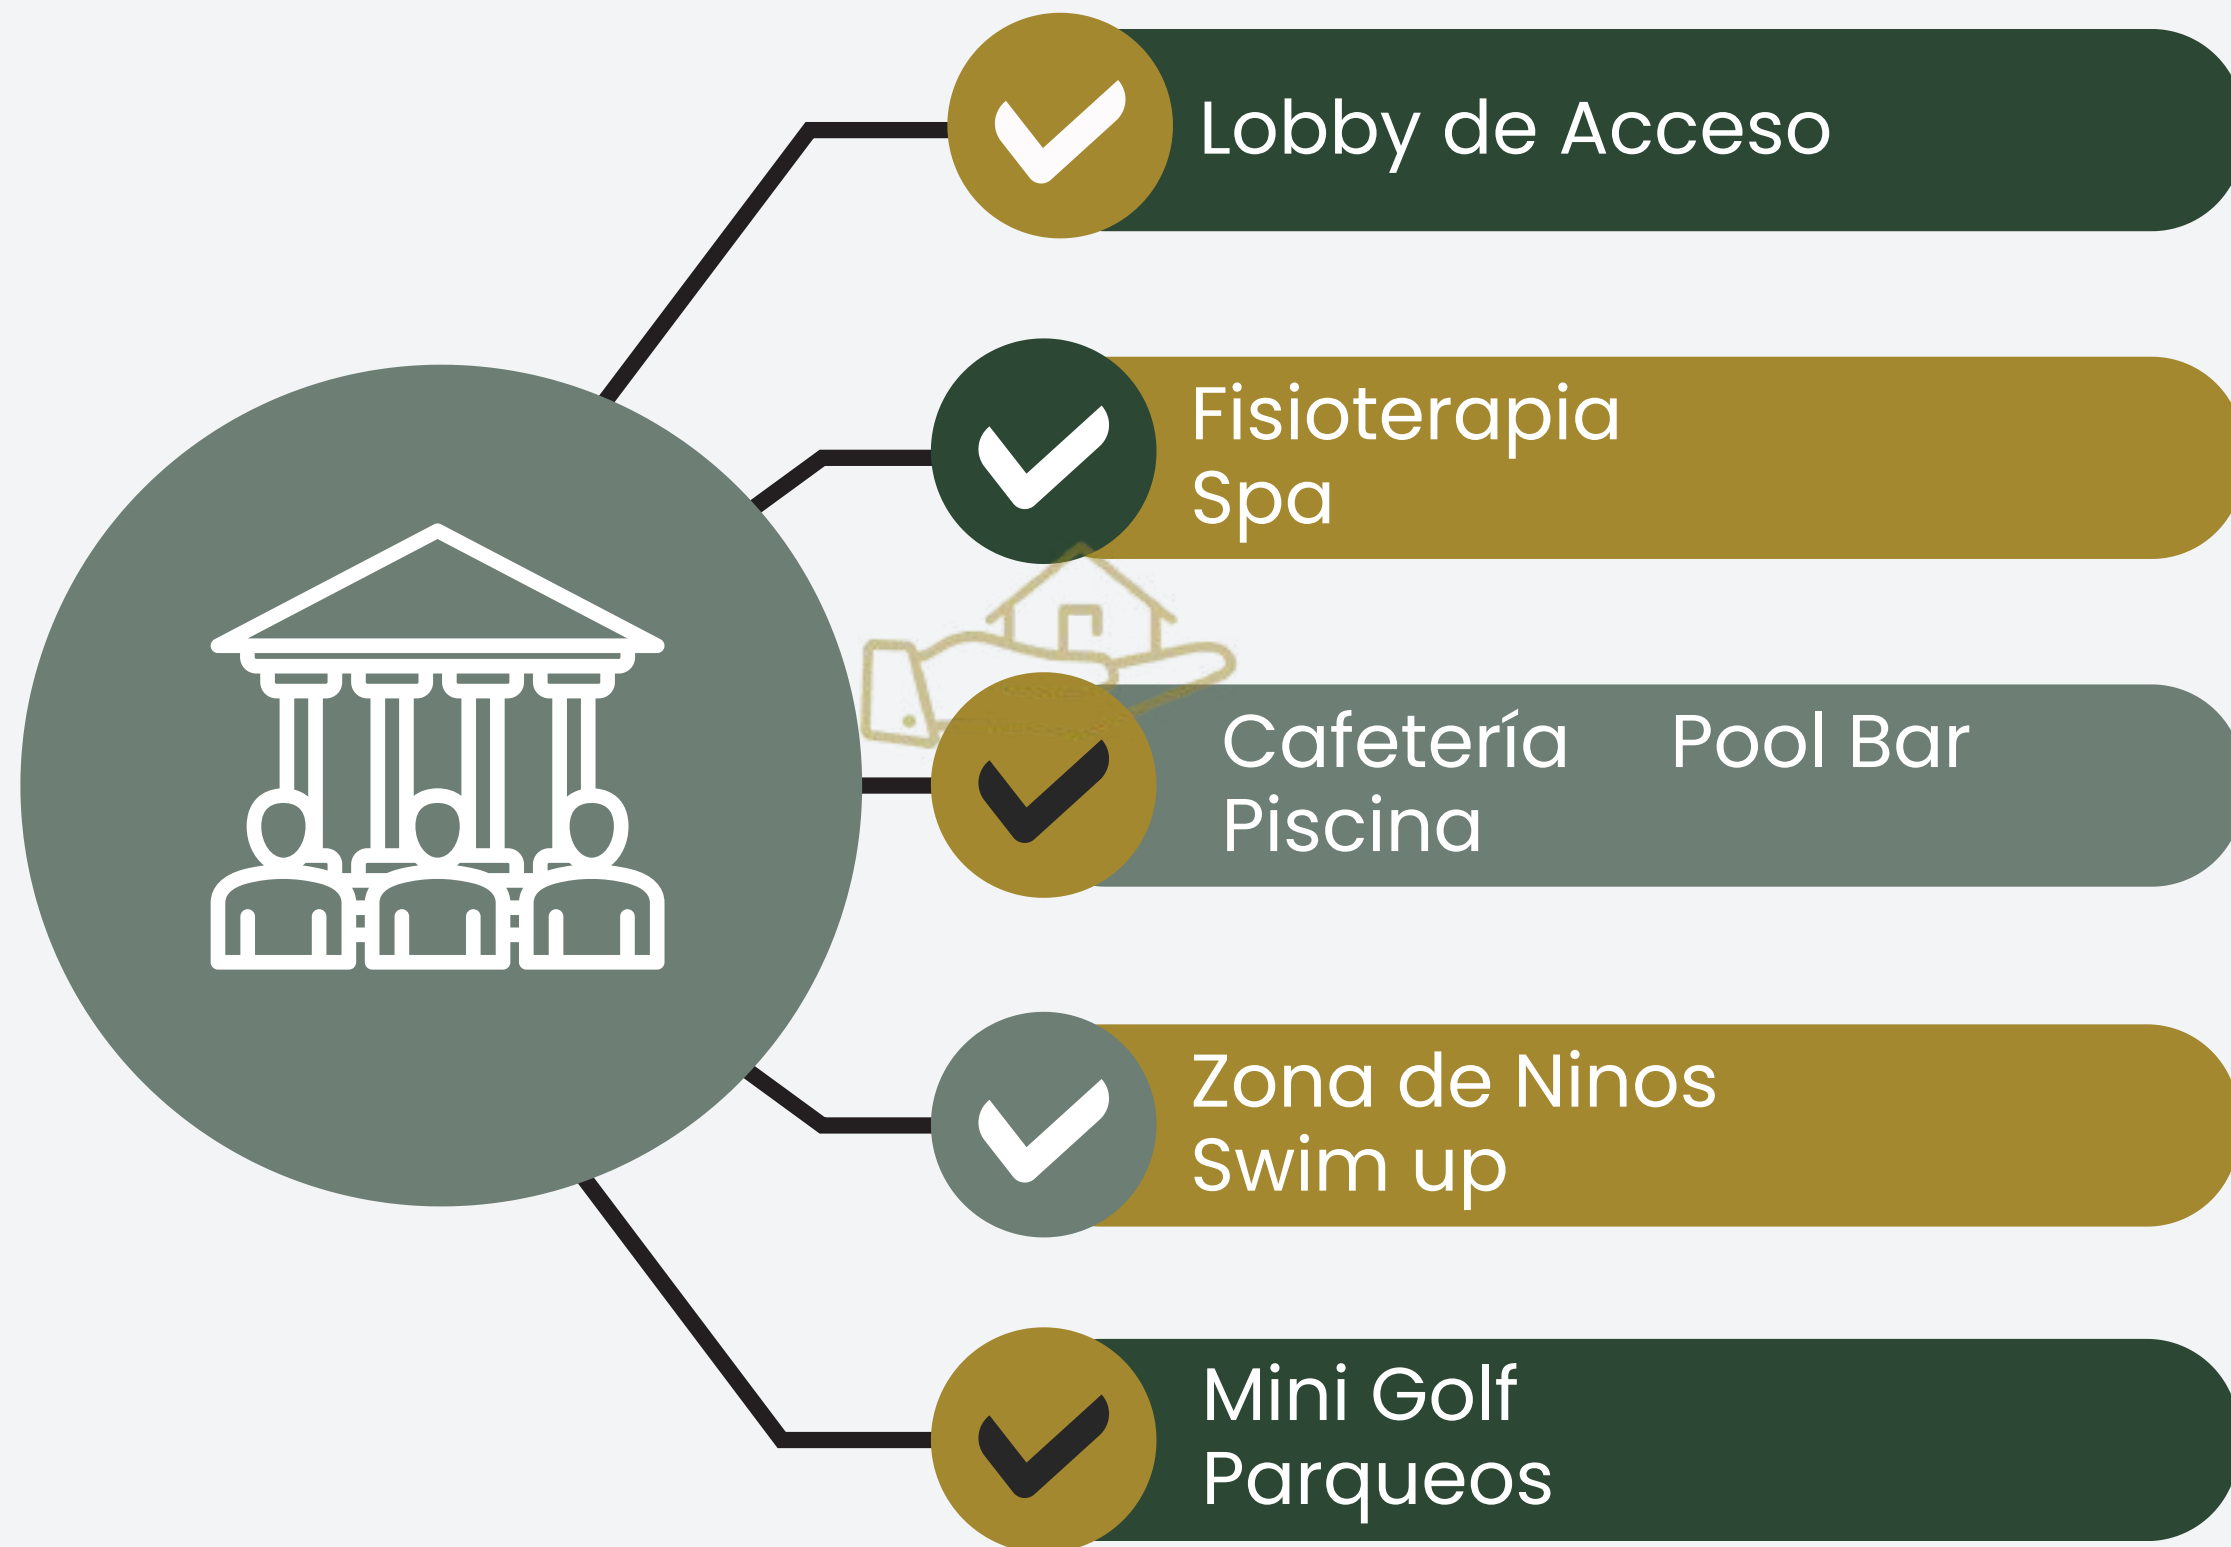 Lobby de Acceso
Fisioterapia
Spa
Cafetería Pool Bar
Piscina
Zona de Ninos
Swim up
Mini Golf
Parqueos